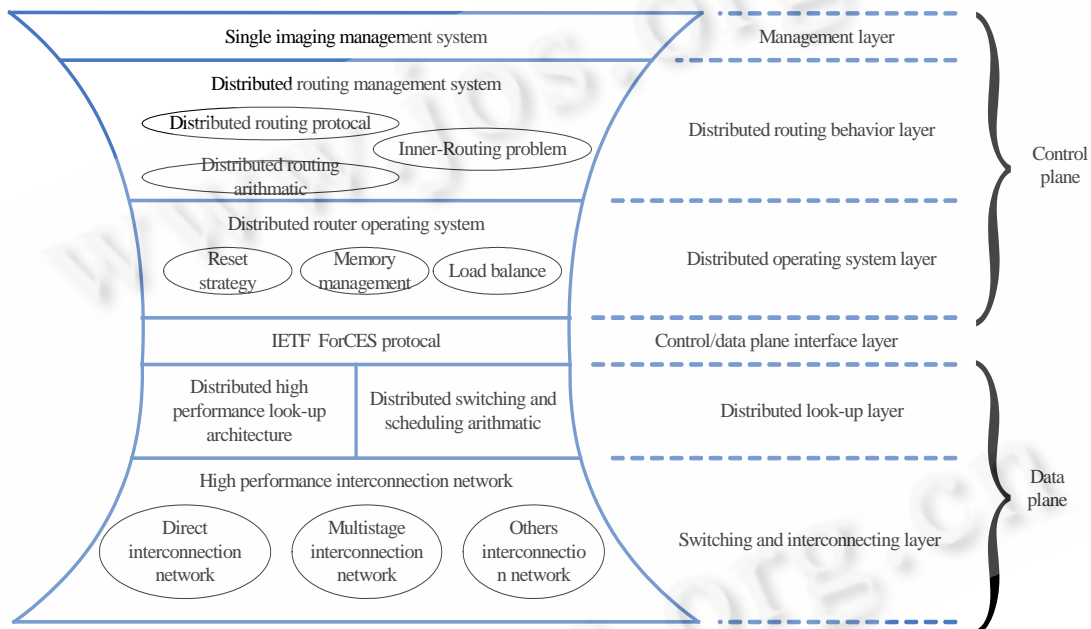 Single imaging management system
Management layer
Distributed routing management system
Distributed routing protocal
Inner-Routing problem
Distributed routing
arithmatic
Distributed routing behavior layer
Control
plane
Distributed router operating system
Reset
strategy
Memory
management
Load balance
Distributed operating system layer
IETF ForCES protocal
Control/data plane interface layer
Distributed high
performance look-up
architecture
Distributed switching and
scheduling arithmatic
Distributed look-up layer
Data
plane
High performance interconnection network
Direct
interconnection
network
Multistage
interconnection
network
Others
interconnectio
n network
Switching and interconnecting layer
www.jos.org.cn